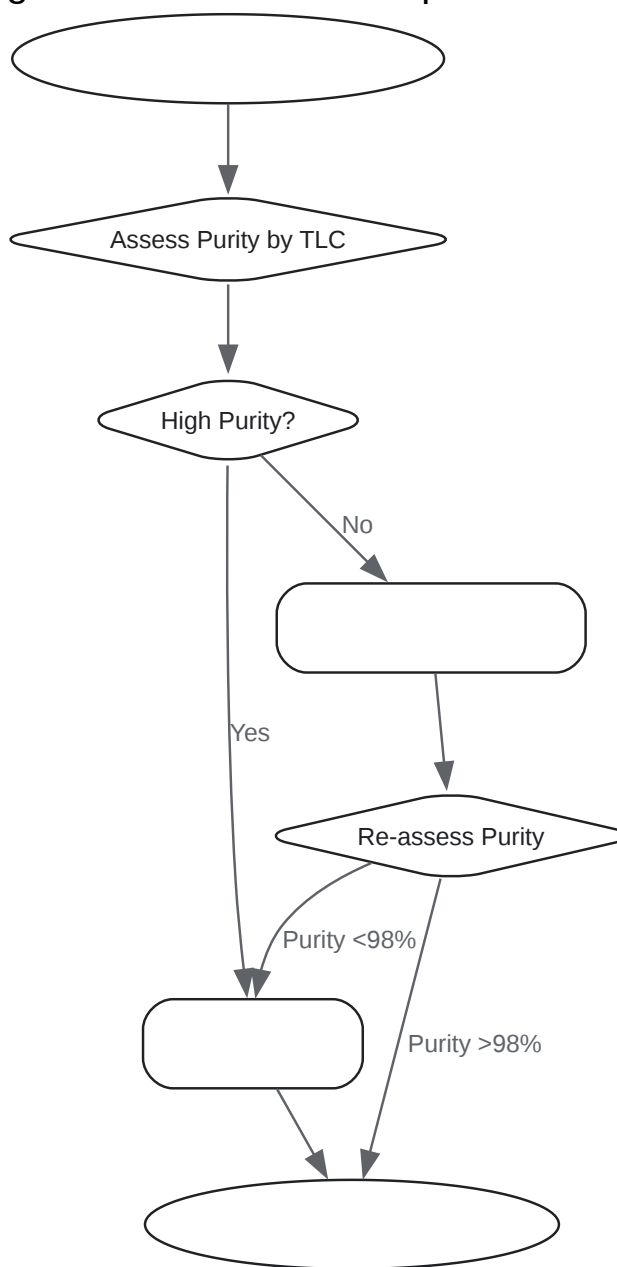 Assess Purity by TLC
High Purity?
No
Yes
Re-assess Purity
Purity <98%
Purity >98%